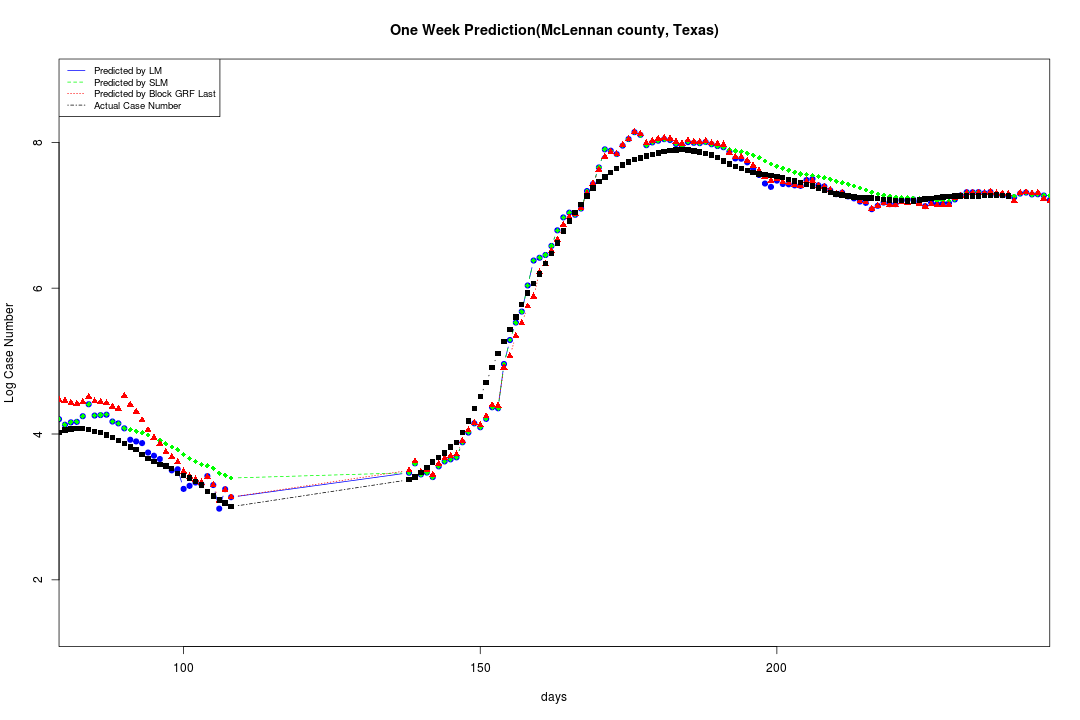 One Week Prediction(McLennan county, Texas)
Predicted by LM
Predicted by SLM
Predicted by Block GRF Last
Actual Case Number
8
6
4
2
Log Case Number
100 150 200
days